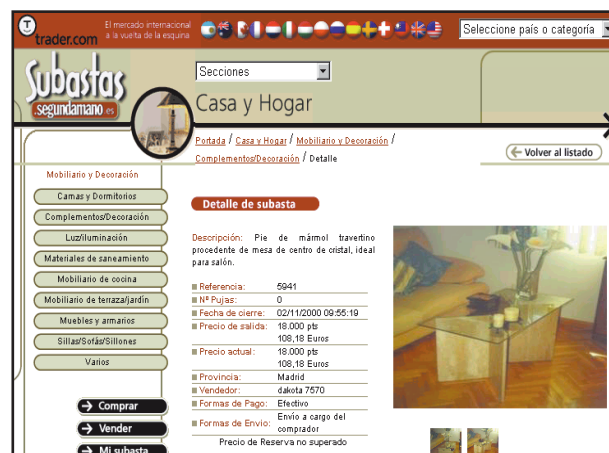 trader.com
El mercado internacional
a la vuelta de la esquina.
Seleccione país o categoría
Subastas
.segundamano.es
Secciones
Casa y Hogar
Portada / Casa y Hogar / Mobiliario y Decoración /
Complementos/Decoración / Detalle
Volver al listado
Mobiliario y Decoración
Camas y Dormitorios
Complementos/Decoración
Luz/iluminación
Materiales de saneamiento
Mobiliario de cocina
Mobiliario de terraza/jardín
Muebles y armarios
Sillas/Sofás/Sillones
Varios
Comprar
Vender
Mi subasta
Detalle de subasta
Descripción: Pie de mármol travertino
procedente de mesa de centro de cristal, ideal
para salón.
Referencia: 5941
Nº Pujas: 0
Fecha de cierre: 02/11/2000 09:55:19
Precio de salida: 18.000 pts
108,18 Euros
Precio actual: 18.000 pts
108,18 Euros
Provincia: Madrid
Vendedor: dakota 7570
Formas de Pago: Efectivo
Formas de Envio: Envío a cargo del
comprador
Precio de Reserva no superado